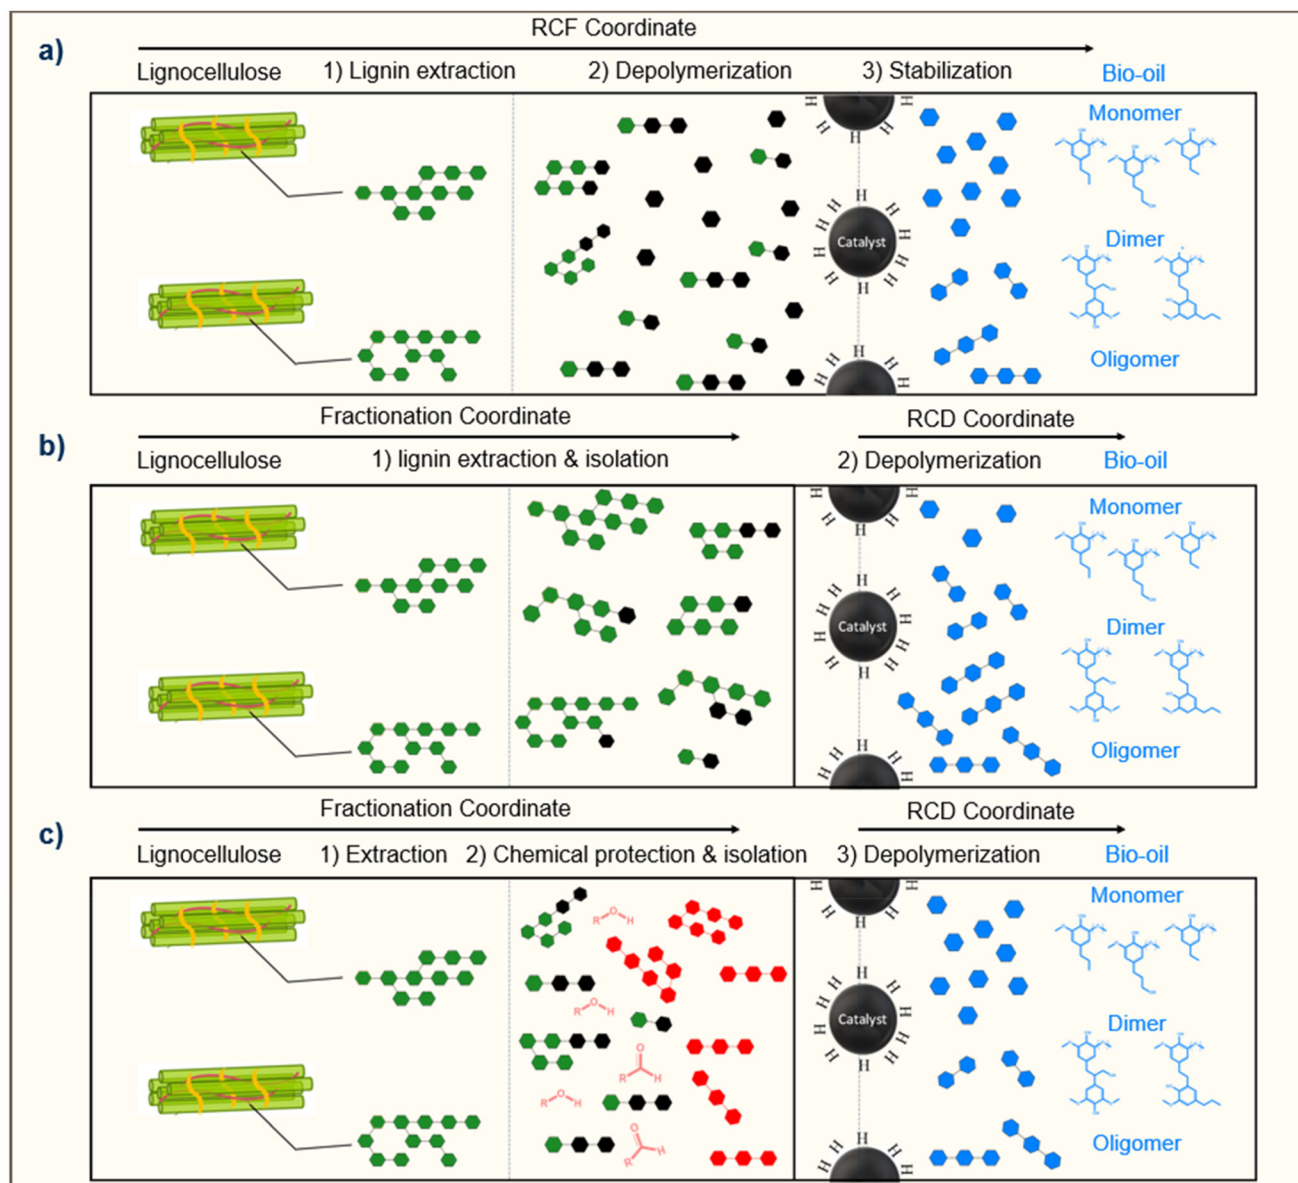 RCF Coordinate
a)
Lignocellulose 1) Lignin extraction 2) Depolymerization 3) Stabilization Bio-oil
Monomer
H H
H H
H
H
H H
H H
Catalyst
H H
H H
H
Dimer
H
H H
H H
Oligomer
Fractionation Coordinate RCD Coordinate
b)
Lignocellulose 1) lignin extraction & isolation 2) Depolymerization Bio-oil
Monomer
H H
H H
H
H
H H
H H
Catalyst
H H
H H
H
Dimer
H
H H
H H
Oligomer
Fractionation Coordinate RCD Coordinate
c)
Lignocellulose 1) Extraction 2) Chemical protection & isolation 3) Depolymerization Bio-oil
Monomer
R O H
H H
H H
H
R O H
H
H H
H H
Catalyst
H H
H H
H
O
R H
Dimer
R O H
O
R H
H
H H
H H
Oligomer